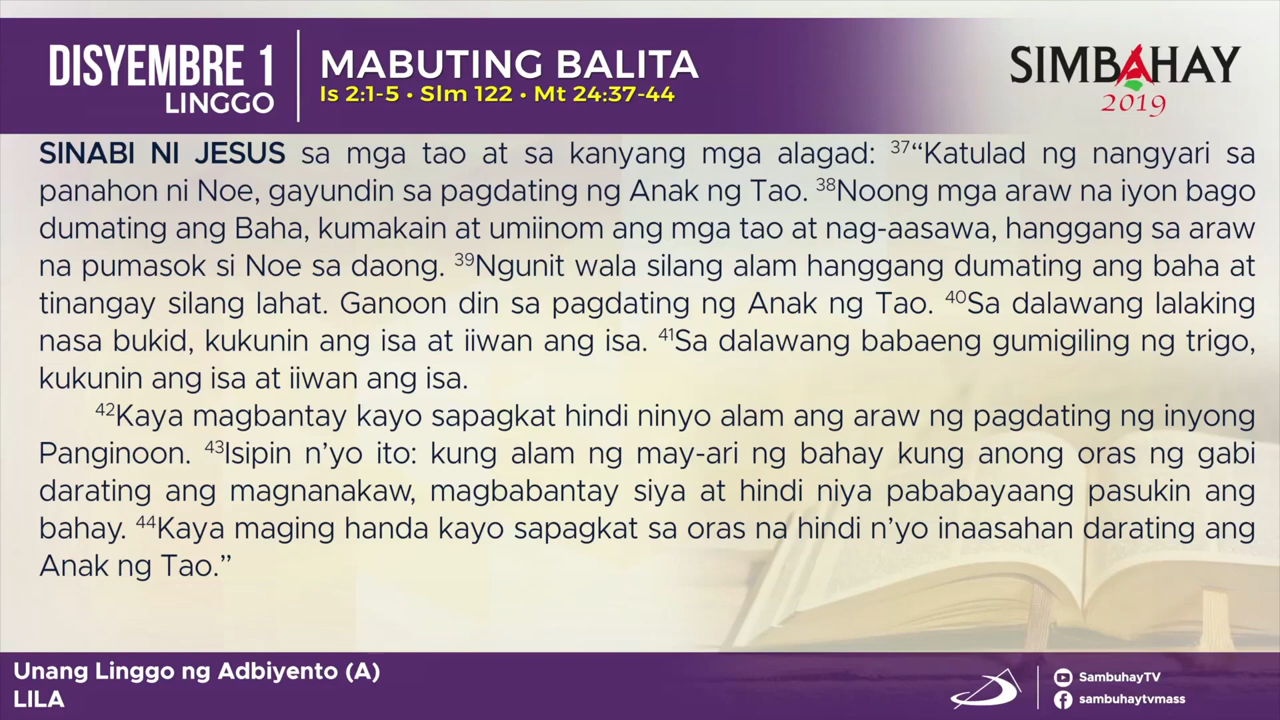 DISYEMBRE 1
LINGGO
MABUTING BALITA
Is 2:1-5 • Slm 122 • Mt 24:37-44
SIMBAHAY
2019
SINABI NI JESUS sa mga tao at sa kanyang mga alagad: ³⁷“Katulad ng nangyari sa
panahon ni Noe, gayundin sa pagdating ng Anak ng Tao. ³⁸Noong mga araw na iyon bago
dumating ang Baha, kumakain at umiinom ang mga tao at nag-aasawa, hanggang sa araw
na pumasok si Noe sa daong. ³⁹Ngunit wala silang alam hanggang dumating ang baha at
tinangay silang lahat. Ganoon din sa pagdating ng Anak ng Tao. ⁴⁰Sa dalawang lalaking
nasa bukid, kukunin ang isa at iiwan ang isa. ⁴¹Sa dalawang babaeng gumigiling ng trigo,
kukunin ang isa at iiwan ang isa.
⁴²Kaya magbantay kayo sapagkat hindi ninyo alam ang araw ng pagdating ng inyong
Panginoon. ⁴³Isipin n’yo ito: kung alam ng may-ari ng bahay kung anong oras ng gabi
darating ang magnanakaw, magbabantay siya at hindi niya pababayaang pasukin ang
bahay. ⁴⁴Kaya maging handa kayo sapagkat sa oras na hindi n’yo inaasahan darating ang
Anak ng Tao.”
Unang Linggo ng Adbiyento (A)
LILA
SambuhayTV
sambuhaytvmass